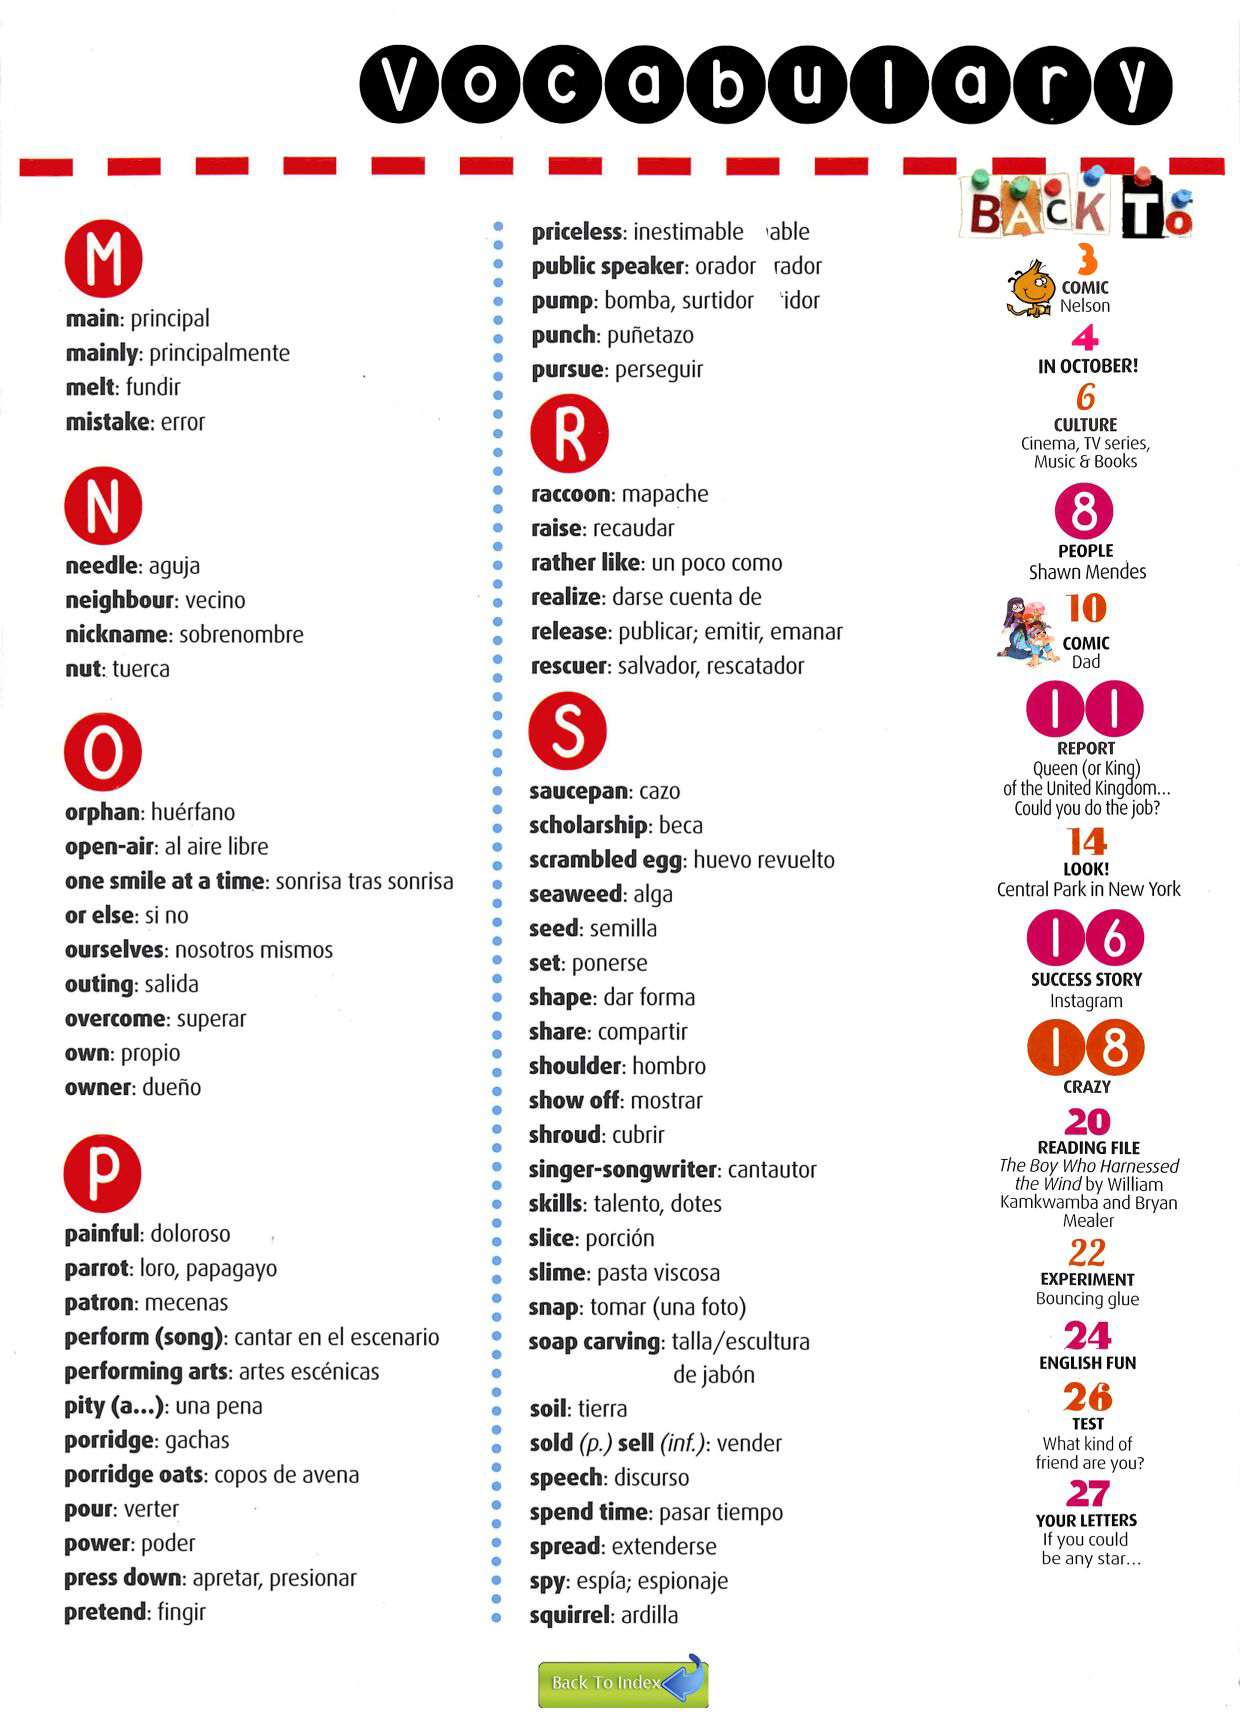 Vocabulary
M
main: principal
mainly: principalmente
melt: fundir
mistake: error
N
needle: aguja
neighbour: vecino
nickname: sobrenombre
nut: tuerca
O
orphan: huérfano
open-air: al aire libre
one smile at a time: sonrisa tras sonrisa
or else: si no
ourselves: nosotros mismos
outing: salida
overcome: superar
own: propio
owner: dueño
P
painful: doloroso
parrot: loro, papagayo
patron: mecenas
perform (song): cantar en el escenario
performing arts: artes escénicas
pity (a...): una pena
porridge: gachas
porridge oats: copos de avena
pour: verter
power: poder
press down: apretar, presionar
pretend: fingir
priceless: inestimable able
public speaker: orador rador
pump: bomba, surtidor idor
punch: puñetazo
pursue: perseguir
R
raccoon: mapache
raise: recaudar
rather like: un poco como
realize: darse cuenta de
release: publicar; emitir, emanar
rescuer: salvador, rescatador
S
saucepan: cazo
scholarship: beca
scrambled egg: huevo revuelto
seaweed: alga
seed: semilla
set: ponerse
shape: dar forma
share: compartir
shoulder: hombro
show off: mostrar
shroud: cubrir
singer-songwriter: cantautor
skills: talento, dotes
slice: porción
slime: pasta viscosa
snap: tomar (una foto)
soap carving: talla/escultura
de jabón
soil: tierra
sold (p.) sell (inf.): vender
speech: discurso
spend time: pasar tiempo
spread: extenderse
spy: espía; espionaje
squirrel: ardilla
BACK To
3
COMIC
Nelson
4
IN OCTOBER!
6
CULTURE
Cinema, TV series,
Music & Books
8
PEOPLE
Shawn Mendes
10
COMIC
Dad
11
REPORT
Queen (or King)
of the United Kingdom...
Could you do the job?
14
LOOK!
Central Park in New York
16
SUCCESS STORY
Instagram
18
CRAZY
20
READING FILE
The Boy Who Harnessed
the Wind by William
Kamkwamba and Bryan
Mealer
22
EXPERIMENT
Bouncing glue
24
ENGLISH FUN
26
TEST
What kind of
friend are you?
27
YOUR LETTERS
If you could
be any star...
Back To Index